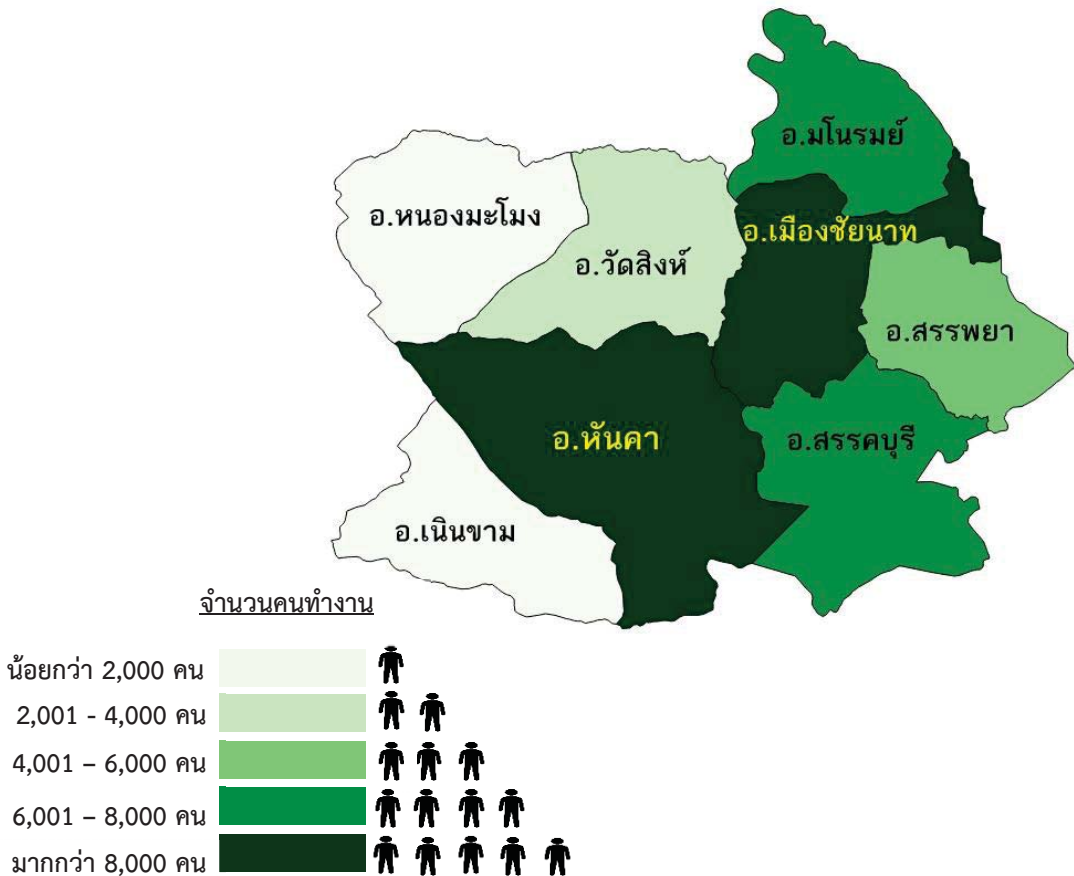 อ.มโนรมย์
อ.หนองมะโมง
อ.เมืองชัยนาท
อ.วัดสิงห์
อ.สรรพยา
อ.หันคา
อ.สรรคบุรี
อ.เนินขาม
จำนวนคนทำงาน
น้อยกว่า 2,000 คน
2,001 - 4,000 คน
4,001 – 6,000 คน
6,001 – 8,000 คน
มากกว่า 8,000 คน